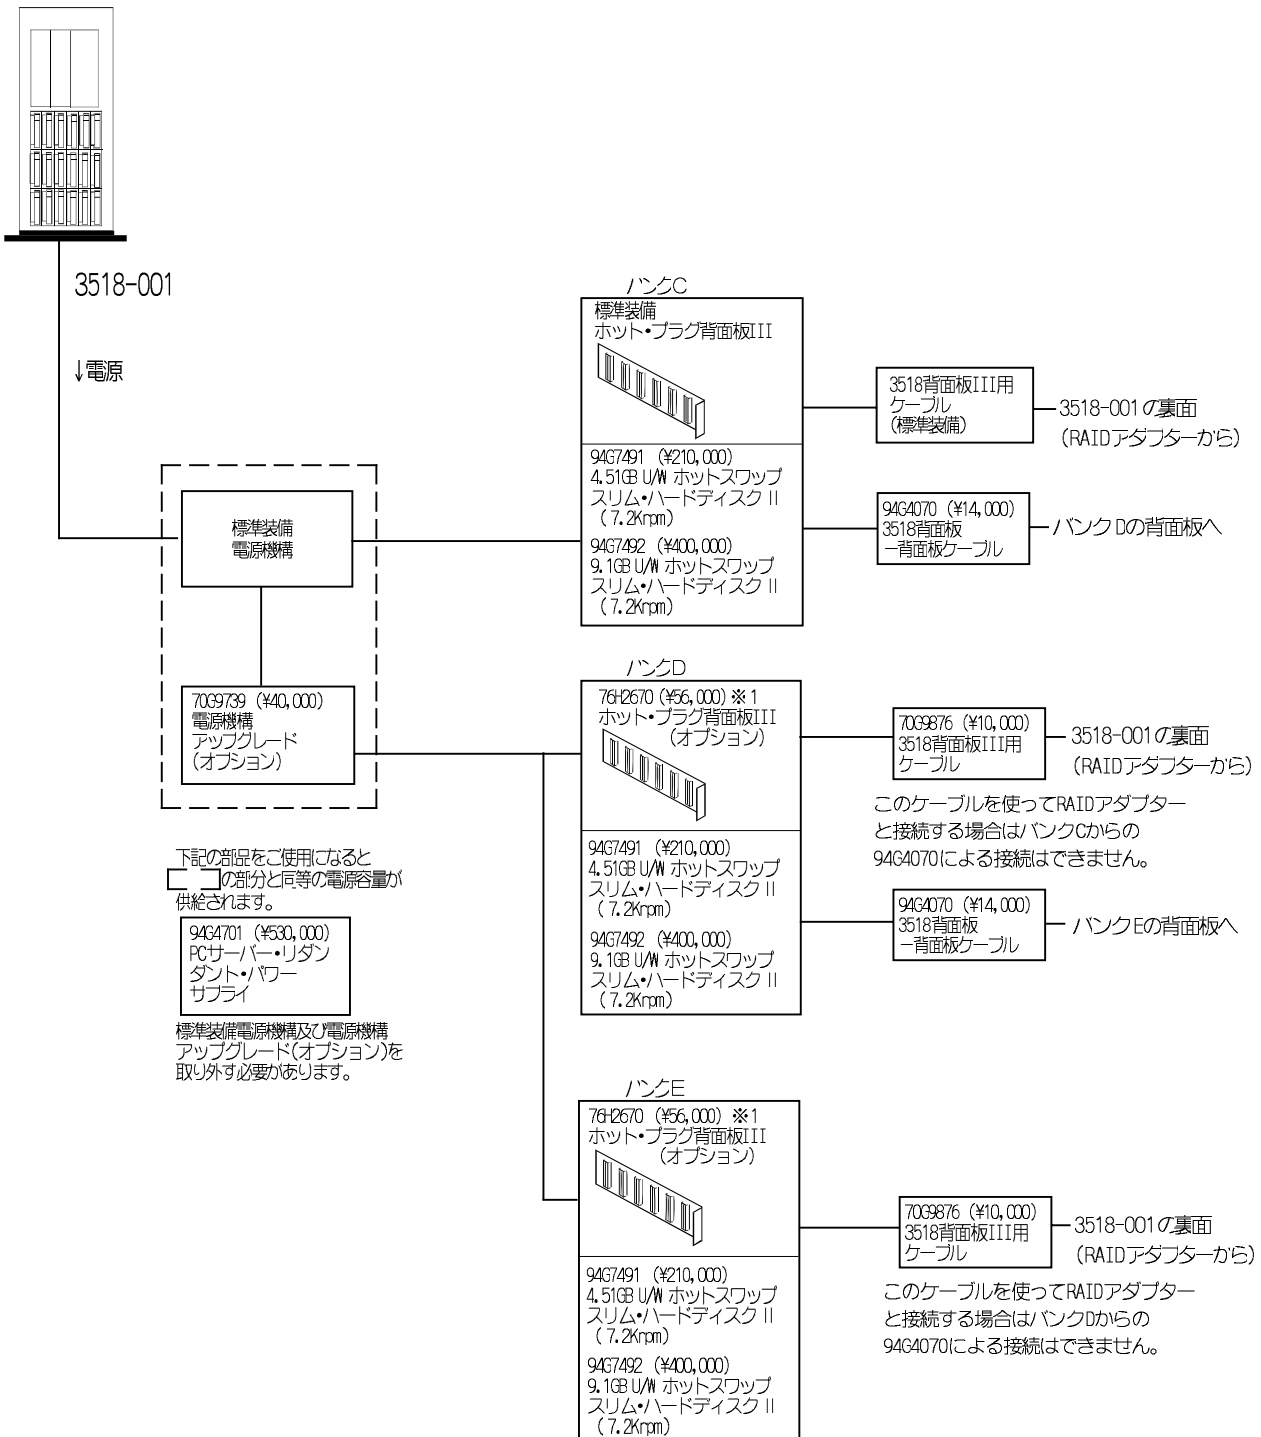 3518-001
↓電源
標準装備
電源機構
70G9739 (¥40,000)
電源機構
アップグレード
(オプション)
下記の部品をご使用になると
の部分と同等の電源容量が
供給されます。
94G4701 (¥530,000)
PCサーバー・リダン
ダント・パワー
サプライ
標準装備電源機構及び電源機構
アップグレード(オプション)を
取り外す必要があります。
バンクC
標準装備
ホット・プラグ背面板III
94G7491 (¥210,000)
4.51GB U/W ホットスワップ
スリム・ハードディスク II
(7.2Krpm)
94G7492 (¥400,000)
9.1GB U/W ホットスワップ
スリム・ハードディスク II
(7.2Krpm)
3518背面板III用
ケーブル
(標準装備)
3518-001の裏面
(RAIDアダプターから)
94G4070 (¥14,000)
3518背面板
ー背面板ケーブル
バンクDの背面板へ
バンクD
76H2670 (¥56,000) ※1
ホット・プラグ背面板III
(オプション)
94G7491 (¥210,000)
4.51GB U/W ホットスワップ
スリム・ハードディスク II
(7.2Krpm)
94G7492 (¥400,000)
9.1GB U/W ホットスワップ
スリム・ハードディスク II
(7.2Krpm)
70G9876 (¥10,000)
3518背面板III用
ケーブル
3518-001の裏面
(RAIDアダプターから)
このケーブルを使ってRAIDアダプター
と接続する場合はバンクCからの
94G4070による接続はできません。
94G4070 (¥14,000)
3518背面板
ー背面板ケーブル
バンクEの背面板へ
バンクE
76H2670 (¥56,000) ※1
ホット・プラグ背面板III
(オプション)
94G7491 (¥210,000)
4.51GB U/W ホットスワップ
スリム・ハードディスク II
(7.2Krpm)
94G7492 (¥400,000)
9.1GB U/W ホットスワップ
スリム・ハードディスク II
(7.2Krpm)
70G9876 (¥10,000)
3518背面板III用
ケーブル
3518-001の裏面
(RAIDアダプターから)
このケーブルを使ってRAIDアダプター
と接続する場合はバンクDからの
94G4070による接続はできません。